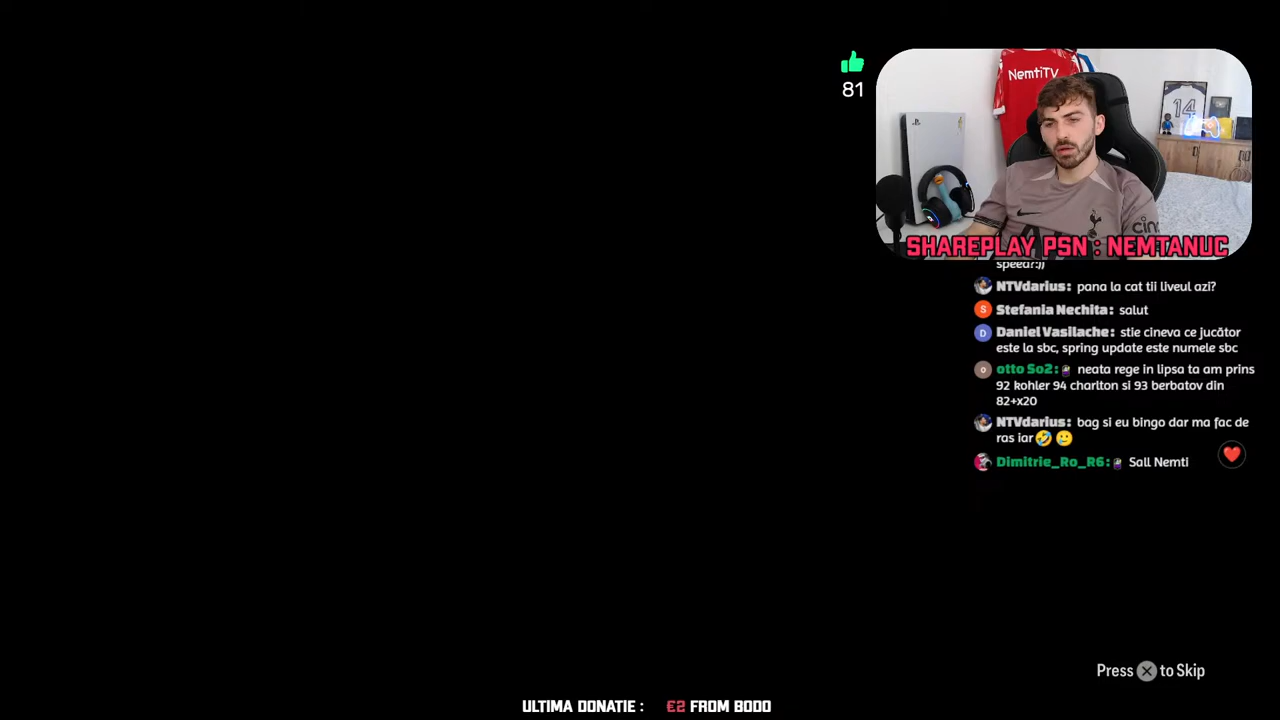 81
NemtiTV
14
SHAREPLAY PSN : NEMTANUC
speed?:))
NTVdarius: pana la cat tii liveul azi?
S Stefania Nechita: salut
D Daniel Vasilache: stie cineva ce jucător
este la sbc, spring update este numele sbc
o otto So2: neata rege in lipsa ta am prins
92 kohler 94 charlton si 93 berbatov din
82+x20
NTVdarius: bag si eu bingo dar ma fac de
ras iar🤣🥲
Dimitrie_Ro_R6: Sall Nemti
Press X to Skip
ULTIMA DONATIE : €2 FROM BODO